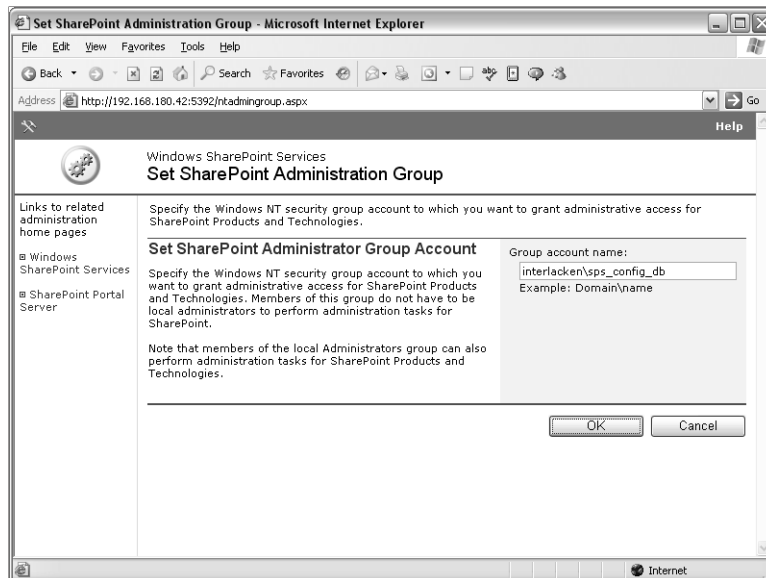 Set SharePoint Administration Group - Microsoft Internet Explorer
File Edit View Favorites Tools Help
Back Search Favorites
Address http://192.168.180.42:5392/ntadmingroup.aspx Go
Help
Windows SharePoint Services
Set SharePoint Administration Group
Links to related
administration
home pages
Windows
SharePoint Services
SharePoint Portal
Server
Specify the Windows NT security group account to which you want to grant administrative access for
SharePoint Products and Technologies.
Set SharePoint Administrator Group Account
Specify the Windows NT security group account to which you
want to grant administrative access for SharePoint Products
and Technologies. Members of this group do not have to be
local administrators to perform administration tasks for
SharePoint.
Note that members of the local Administrators group can also
perform administration tasks for SharePoint Products and
Technologies.
Group account name:
interlacken\sps_config_db
Example: Domain\name
OK Cancel
Internet